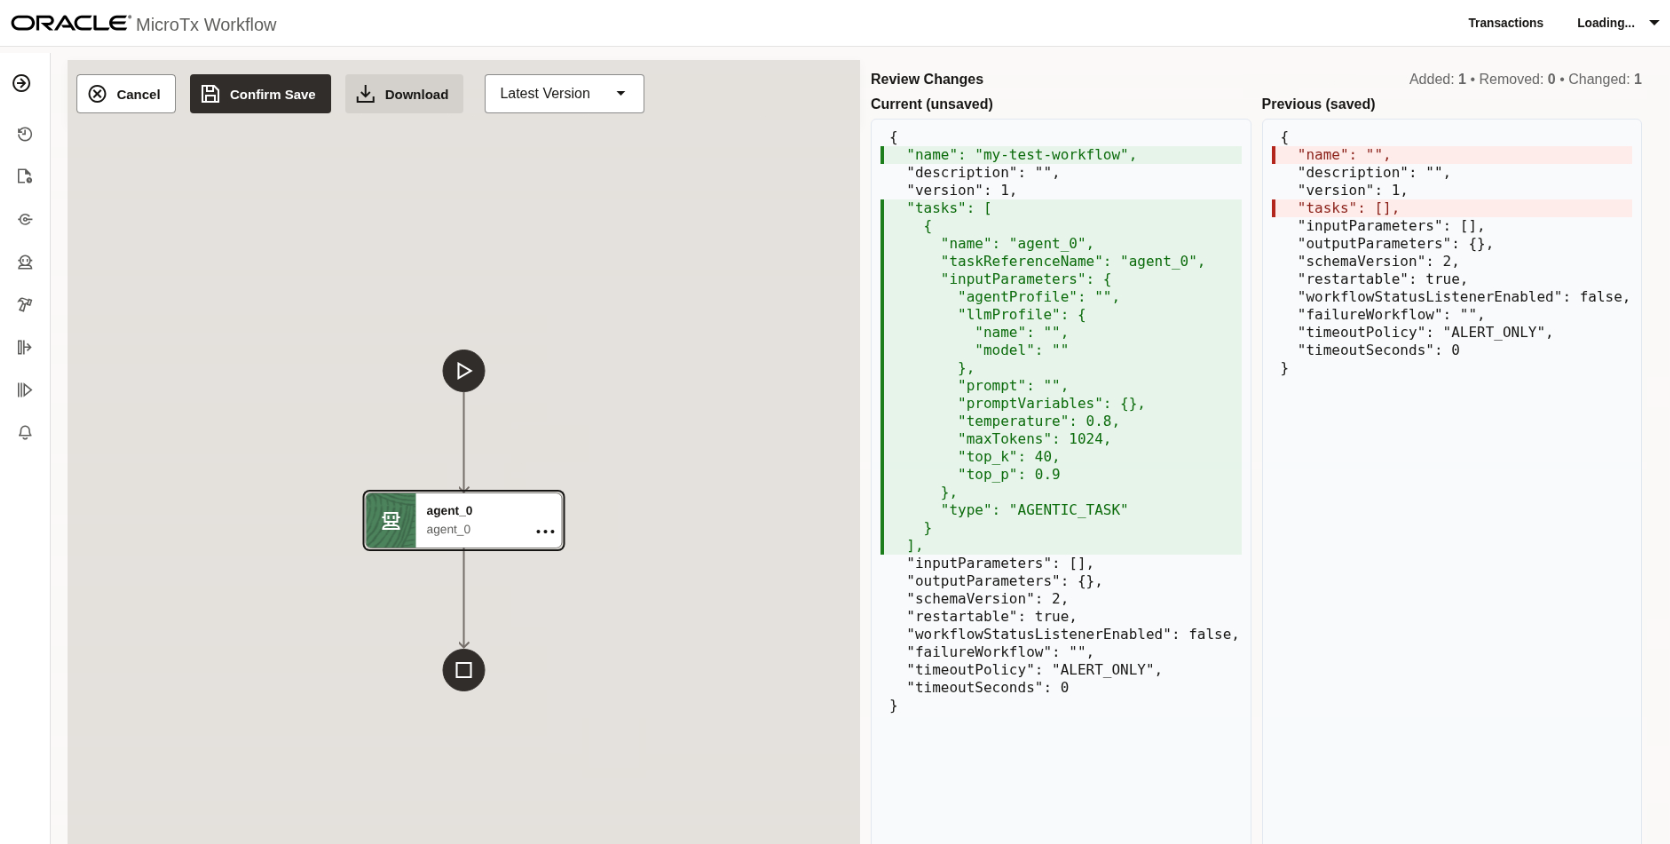 ORACLE® MicroTx Workflow
Transactions
Loading...
Cancel
Confirm Save
Download
Latest Version
agent_0
agent_0
Review Changes
Added: 1 • Removed: 0 • Changed: 1
Current (unsaved)
{
  "name": "my-test-workflow",
  "description": "",
  "version": 1,
  "tasks": [
    {
      "name": "agent_0",
      "taskReferenceName": "agent_0",
      "inputParameters": {
        "agentProfile": "",
        "llmProfile": {
          "name": "",
          "model": ""
        },
        "prompt": "",
        "promptVariables": {},
        "temperature": 0.8,
        "maxTokens": 1024,
        "top_k": 40,
        "top_p": 0.9
      },
      "type": "AGENTIC_TASK"
    }
  ],
  "inputParameters": [],
  "outputParameters": {},
  "schemaVersion": 2,
  "restartable": true,
  "workflowStatusListenerEnabled": false,
  "failureWorkflow": "",
  "timeoutPolicy": "ALERT_ONLY",
  "timeoutSeconds": 0
}
Previous (saved)
{
  "name": "",
  "description": "",
  "version": 1,
  "tasks": [],
  "inputParameters": [],
  "outputParameters": {},
  "schemaVersion": 2,
  "restartable": true,
  "workflowStatusListenerEnabled": false,
  "failureWorkflow": "",
  "timeoutPolicy": "ALERT_ONLY",
  "timeoutSeconds": 0
}